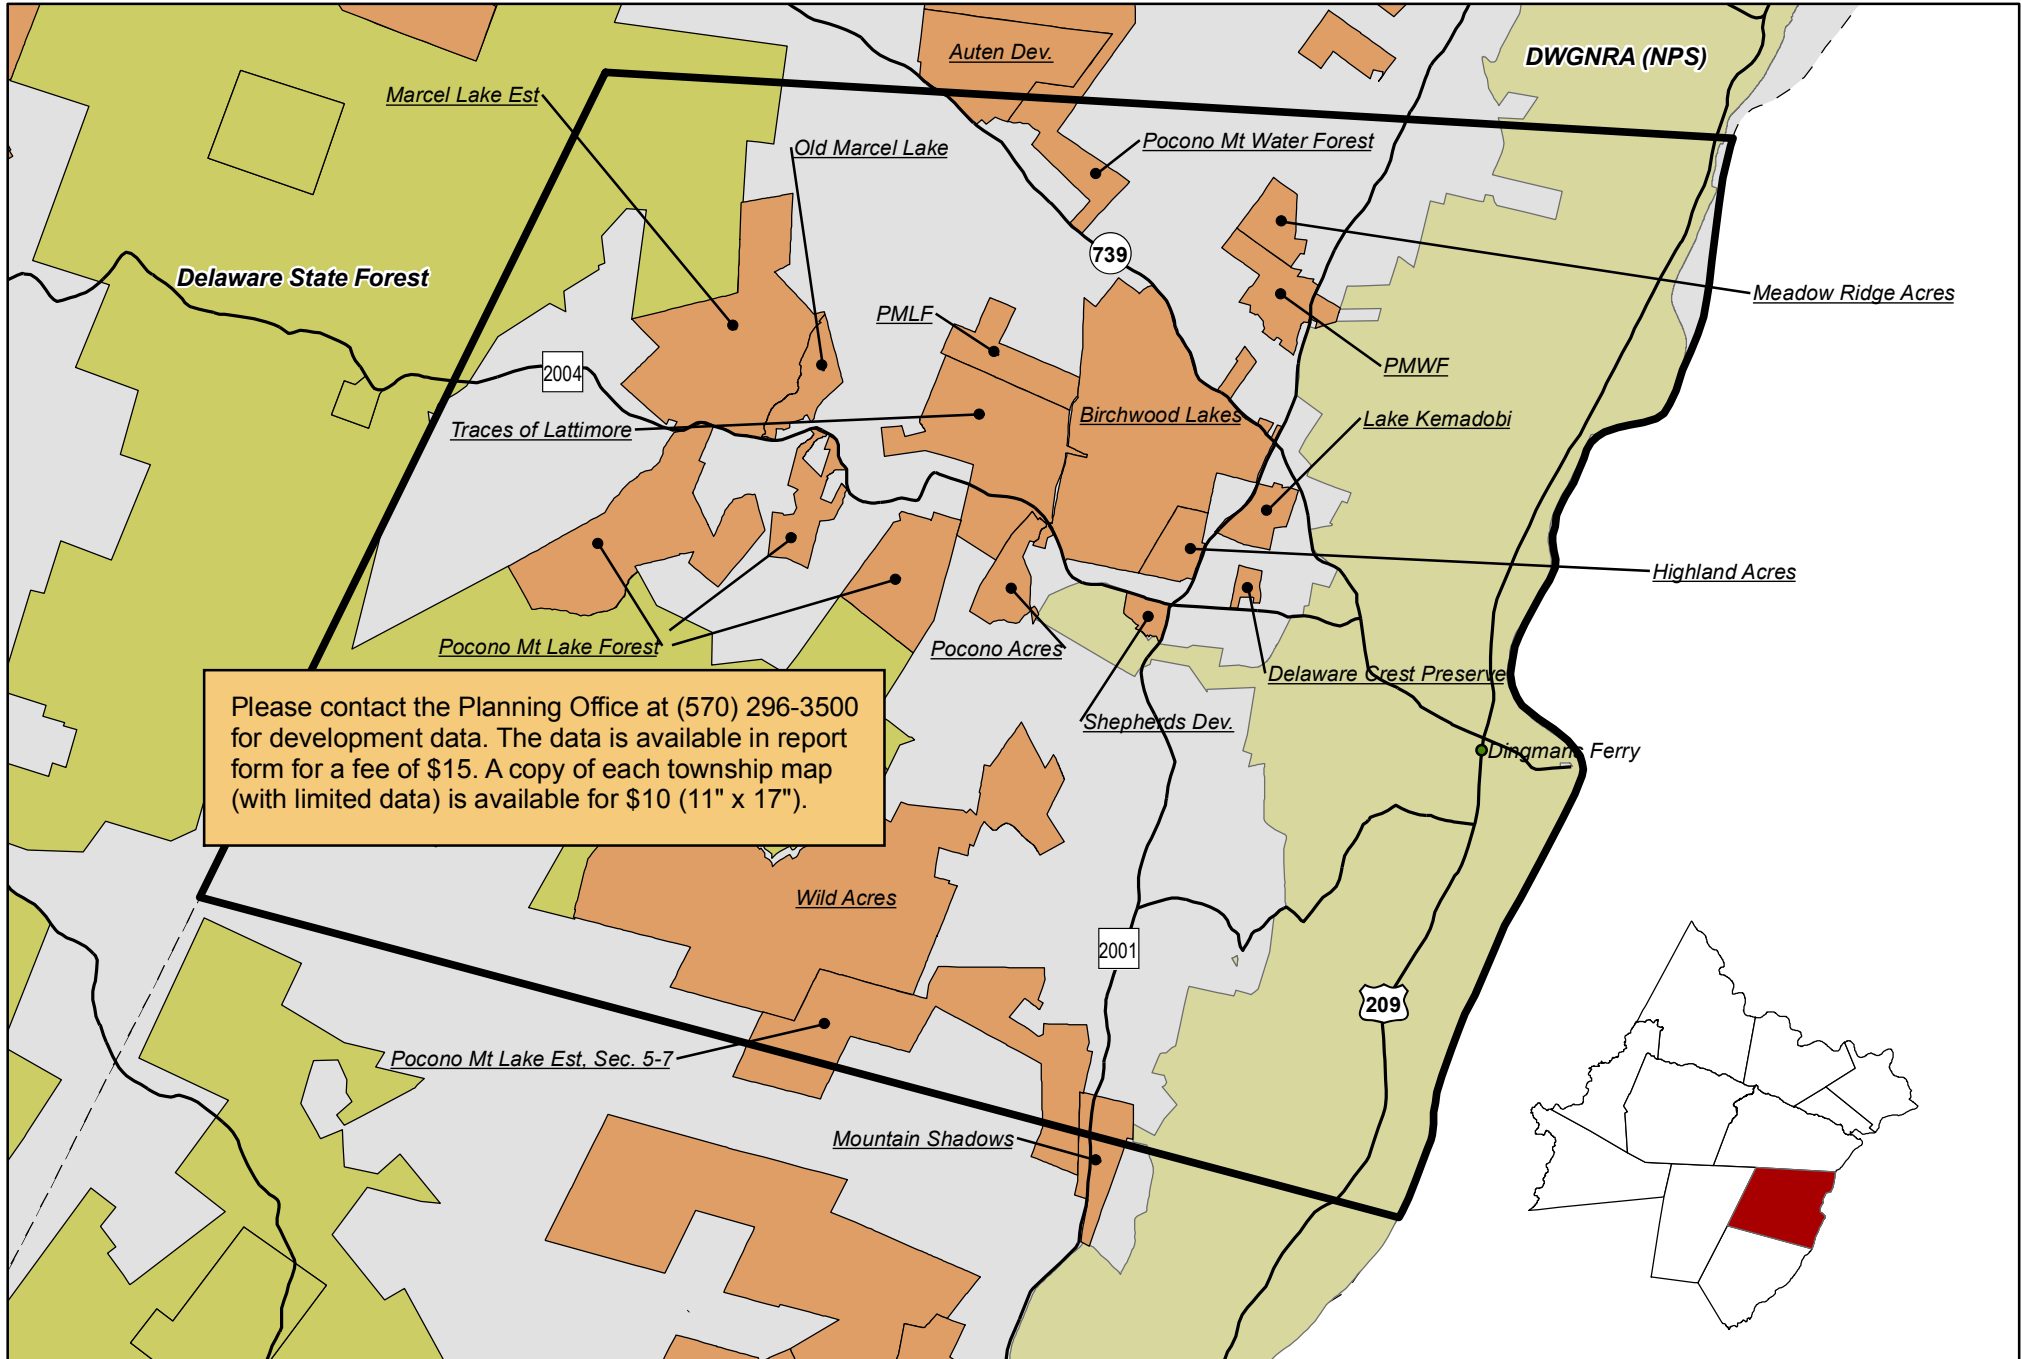 Auten Dev.
DWGNRA (NPS)
Marcel Lake Est
Old Marcel Lake
Pocono Mt Water Forest
739
Delaware State Forest
Meadow Ridge Acres
PMLF
2004
PMWF
Traces of Lattimore
Birchwood Lakes
Lake Kemadobi
Highland Acres
Pocono Mt Lake Forest
Pocono Acres
Delaware Crest Preserve
Shepherds Dev.
Please contact the Planning Office at (570) 296-3500
for development data. The data is available in report
form for a fee of $15. A copy of each township map
(with limited data) is available for $10 (11" x 17").
Dingmans Ferry
Wild Acres
2001
209
Pocono Mt Lake Est, Sec. 5-7
Mountain Shadows